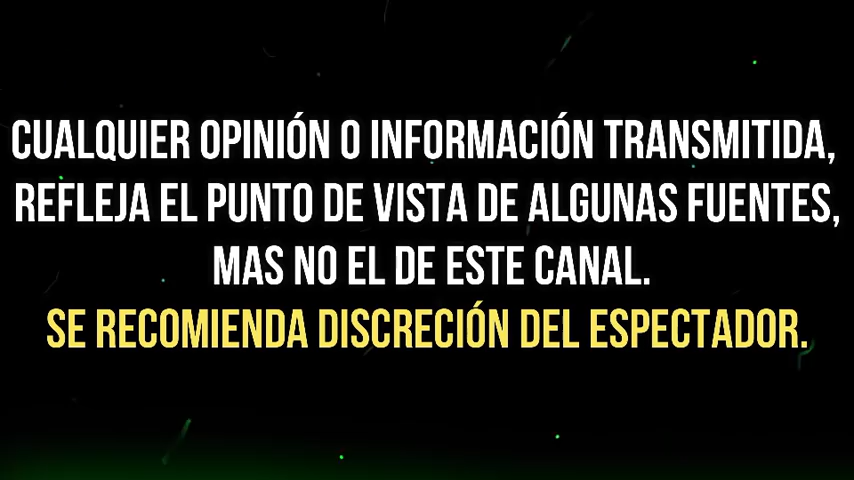 CUALQUIER OPINIÓN O INFORMACIÓN TRANSMITIDA,
REFLEJA EL PUNTO DE VISTA DE ALGUNAS FUENTES,
MAS NO EL DE ESTE CANAL.
SE RECOMIENDA DISCRECIÓN DEL ESPECTADOR.